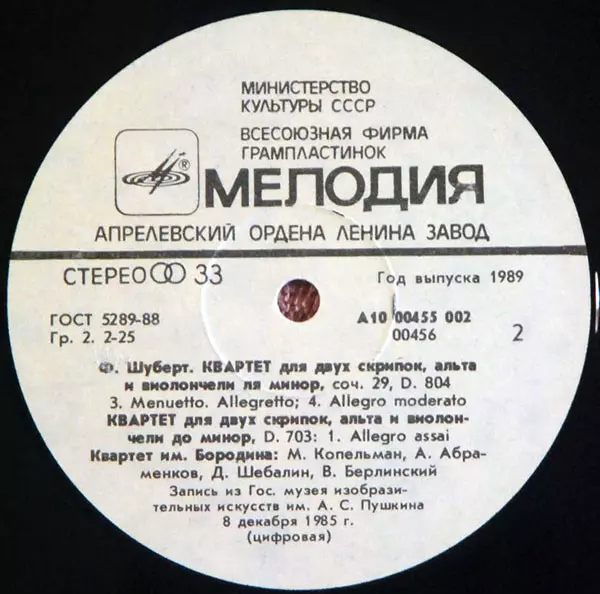 МИНИСТЕРСТВО
КУЛЬТУРЫ СССР
ВСЕСОЮЗНАЯ ФИРМА
ГРАМПЛАСТИНОК
®
МЕЛОДИЯ
АПРЕЛЕВСКИЙ ОРДЕНА ЛЕНИНА ЗАВОД
СТЕРЕО 33
Год выпуска 1989
ГОСТ 5289-88
Гр. 2. 2-25
А10 00455 002
00456
2
Ф. Шуберт. КВАРТЕТ для двух скрипок, альта
и виолончели ля минор, соч. 29, D. 804
3. Menuetto. Allegretto; 4. Allegro moderato
КВАРТЕТ для двух скрипок, альта и виолон-
чели до минор, D. 703: 1. Allegro assai
Квартет им. Бородина: М. Копельман, А. Абра-
менков, Д. Шебалин, В. Берлинский
Запись из Гос. музея изобрази-
тельных искусств им. А. С. Пушкина
8 декабря 1985 г.
(цифровая)